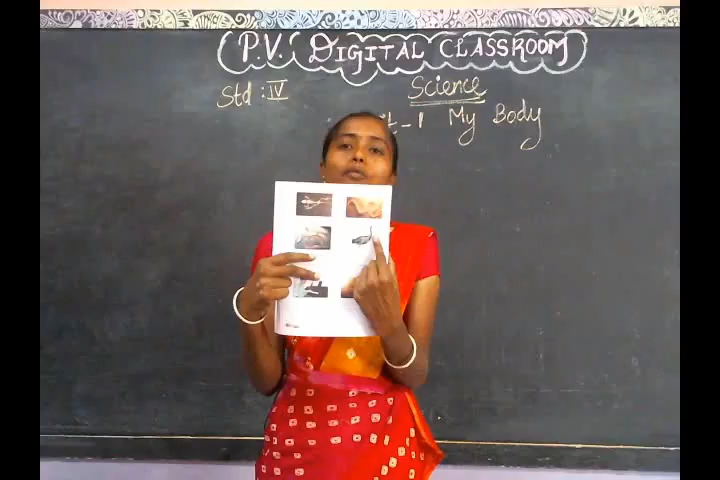 P.V. DIGITAL CLASSROOM
Std : IV
Science
t - 1 My Body